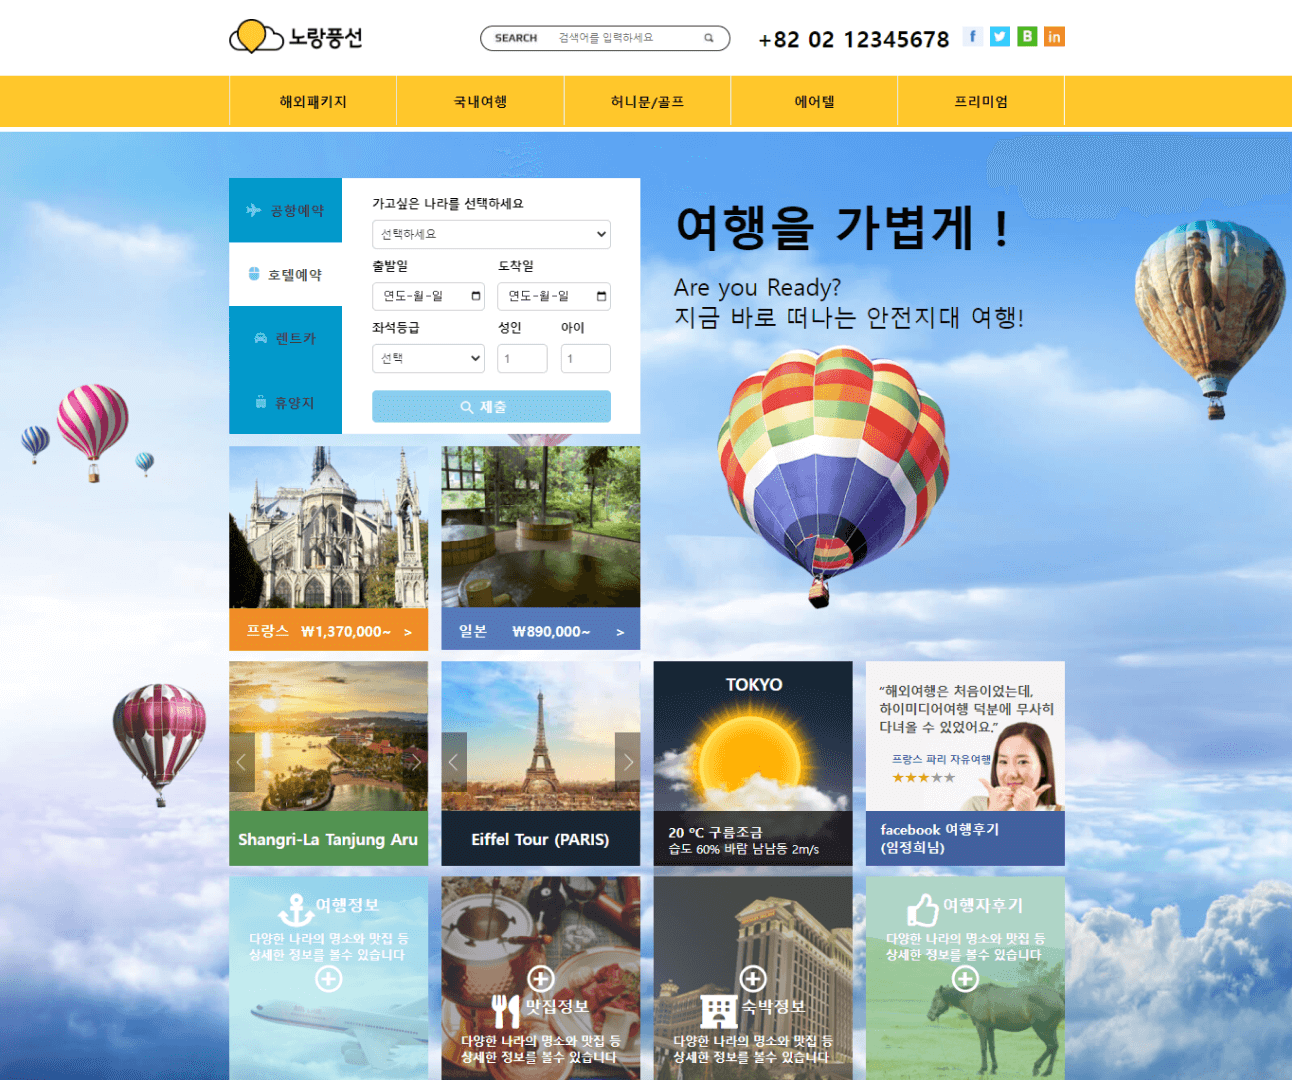 노랑풍선
SEARCH 검색어를 입력하세요
+82 02 12345678
f B in
해외패키지 국내여행 허니문/골프 에어텔 프리미엄
공항예약
호텔예약
렌트카
휴양지
가고싶은 나라를 선택하세요
선택하세요
출발일 도착일
연도-월-일 연도-월-일
좌석등급 성인 아이
선택 1 1
제출
여행을 가볍게 !
Are you Ready?
지금 바로 떠나는 안전지대 여행!
프랑스 ₩1,370,000~ >
일본 ₩890,000~ >
Shangri-La Tanjung Aru
Eiffel Tour (PARIS)
TOKYO
20 ºC 구름조금
습도 60% 바람 남남동 2m/s
“해외여행은 처음이었는데,
하이미디어여행 덕분에 무사히
다녀올 수 있었어요.”
프랑스 파리 자유여행
★★★★★
facebook 여행후기
(임정희님)
여행정보
다양한 나라의 명소와 맛집 등
상세한 정보를 볼수 있습니다
맛집정보
다양한 나라의 명소와 맛집 등
상세한 정보를 볼수 있습니다
숙박정보
다양한 나라의 명소와 맛집 등
상세한 정보를 볼수 있습니다
여행자후기
다양한 나라의 명소와 맛집 등
상세한 정보를 볼수 있습니다